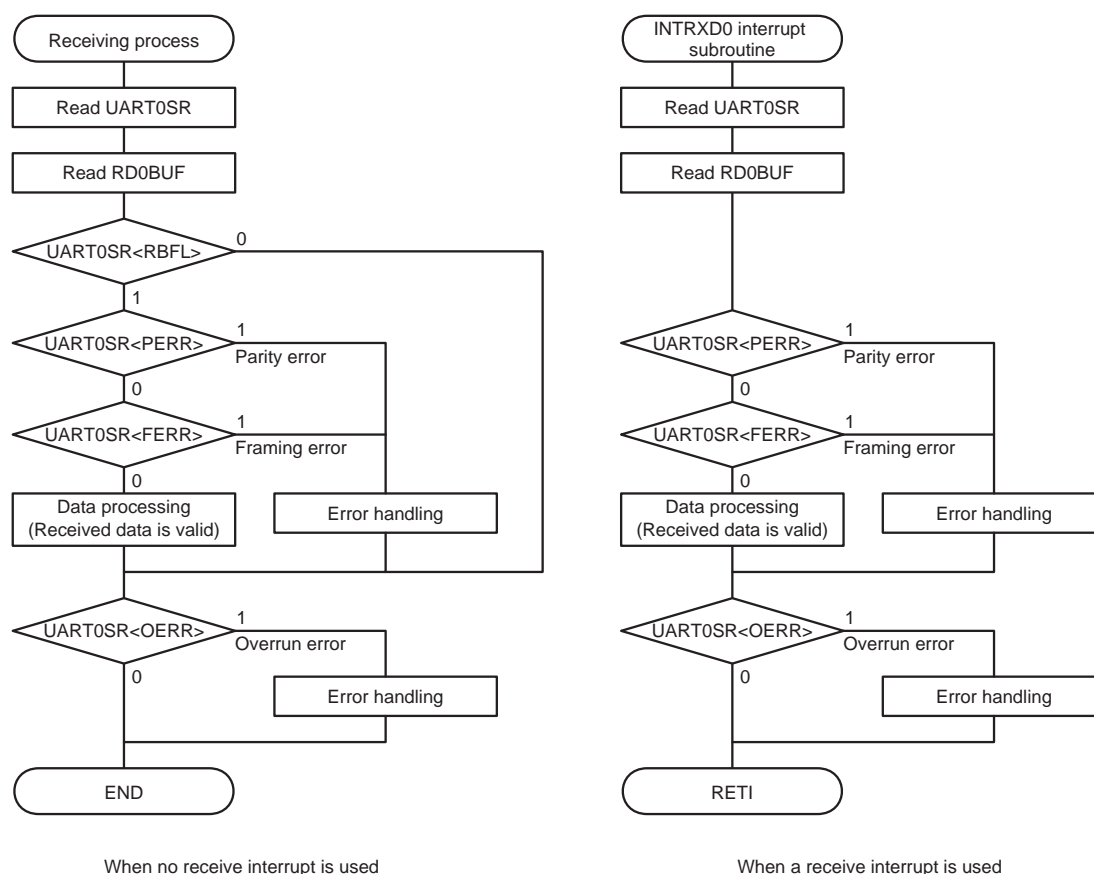 Receiving process
Read UART0SR
Read RD0BUF
UART0SR<RBFL>
0
1
UART0SR<PERR>
1
Parity error
0
UART0SR<FERR>
1
Framing error
0
Data processing
(Received data is valid)
Error handling
UART0SR<OERR>
1
Overrun error
0
Error handling
END
When no receive interrupt is used
INTRXD0 interrupt
subroutine
Read UART0SR
Read RD0BUF
UART0SR<PERR>
1
Parity error
0
UART0SR<FERR>
1
Framing error
0
Data processing
(Received data is valid)
Error handling
UART0SR<OERR>
1
Overrun error
0
Error handling
RETI
When a receive interrupt is used